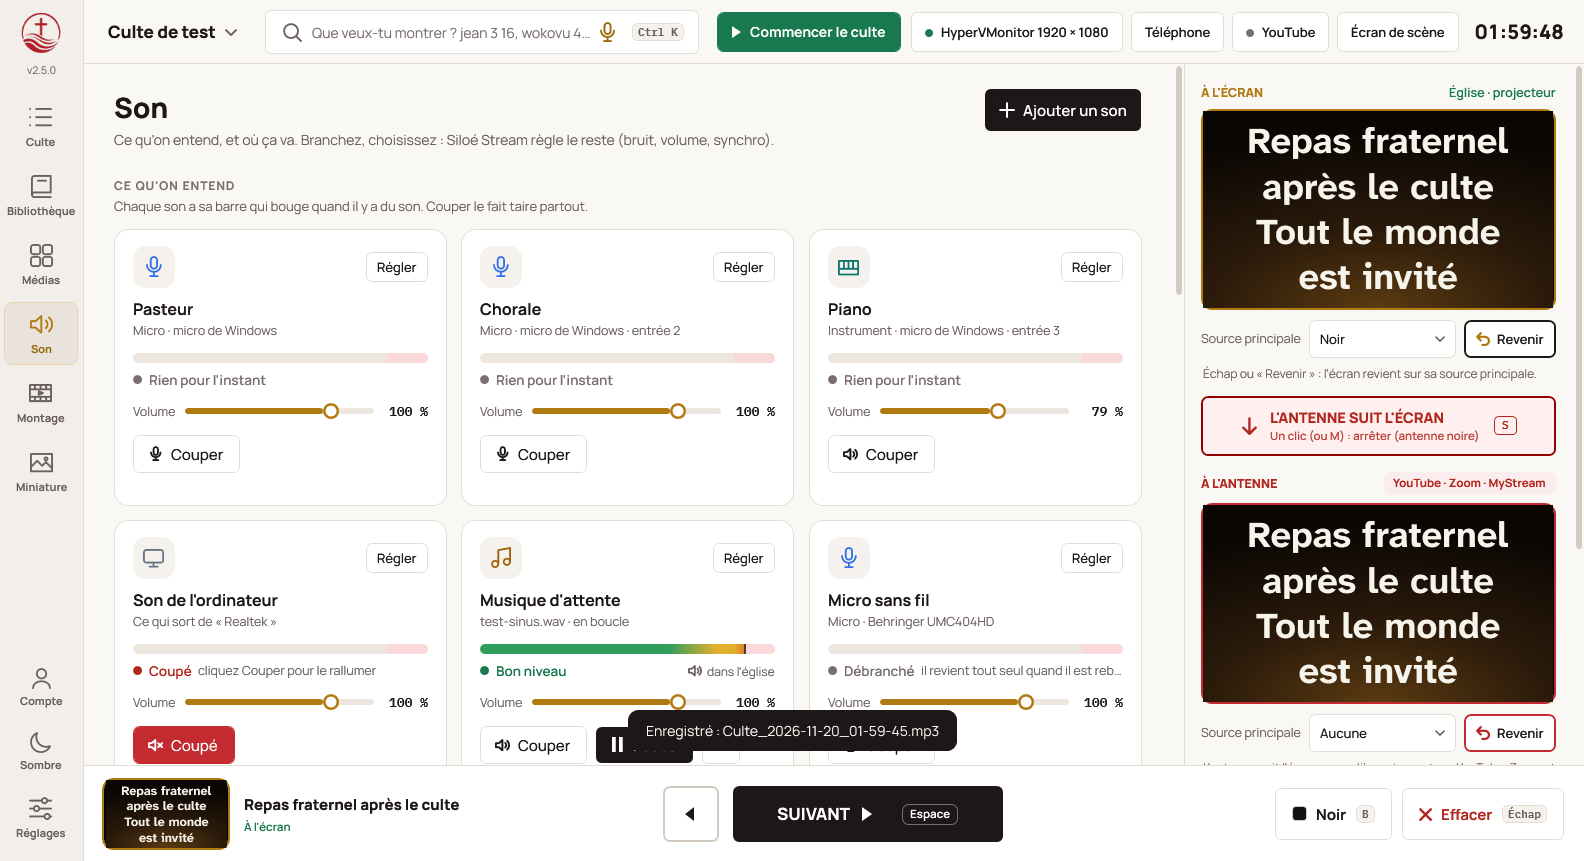 v2.5.0
Culte
Bibliothèque
Médias
Son
Montage
Miniature
Compte
Sombre
Réglages
Culte de test
Que veux-tu montrer ? jean 3 16, wokovu 4...
Ctrl K
Commencer le culte
HyperVMonitor 1920 × 1080
Téléphone
YouTube
Écran de scène
01:59:48
Son
Ce qu'on entend, et où ça va. Branchez, choisissez : Siloé Stream règle le reste (bruit, volume, synchro).
Ajouter un son
CE QU'ON ENTEND
Chaque son a sa barre qui bouge quand il y a du son. Couper le fait taire partout.
Régler
Pasteur
Micro · micro de Windows
Rien pour l'instant
Volume 100 %
Couper
Régler
Chorale
Micro · micro de Windows · entrée 2
Rien pour l'instant
Volume 100 %
Couper
Régler
Piano
Instrument · micro de Windows · entrée 3
Rien pour l'instant
Volume 79 %
Couper
Régler
Son de l'ordinateur
Ce qui sort de « Realtek »
Coupé cliquez Couper pour le rallumer
Volume 100 %
Coupé
Régler
Musique d'attente
test-sinus.wav · en boucle
Bon niveau dans l'église
Volume 100 %
Couper
Régler
Micro sans fil
Micro · Behringer UMC404HD
Débranché il revient tout seul quand il est reb...
Volume 100 %
Enregistré : Culte_2026-11-20_01-59-45.mp3
À L'ÉCRAN
Église · projecteur
Repas fraternel
après le culte
Tout le monde
est invité
Source principale Noir Revenir
Échap ou « Revenir » : l'écran revient sur sa source principale.
L'ANTENNE SUIT L'ÉCRAN
Un clic (ou M) : arrêter (antenne noire)
S
À L'ANTENNE
YouTube · Zoom · MyStream
Repas fraternel
après le culte
Tout le monde
est invité
Source principale Aucune Revenir
Repas fraternel
après le culte
Tout le monde
est invité
Repas fraternel après le culte
À l'écran
SUIVANT Espace
Noir B
Effacer Échap